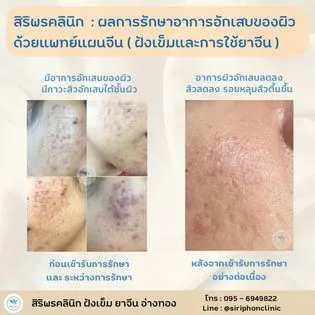 สิริพรคลินิก : ผลการรักษาอาการอักเสบของผิว
ด้วยแพทย์แผนจีน ( ฝังเข็มและการใช้ยาจีน )
มีอาการอักเสบของผิว
มีภาวะสิวอักเสบใต้ชั้นผิว
อาการผิวอักเสบลดลง
สิวลดลง รอยหลุมสิวตื้นขึ้น
ก่อนเข้ารับการรักษา
และ ระหว่างการรักษา
หลังจากเข้ารับการรักษา
อย่างต่อเนื่อง
สิริพรคลินิก ฝังเข็ม ยาจีน อ่างทอง
โทร : 095 - 6949822
Line : @siriphonclinic